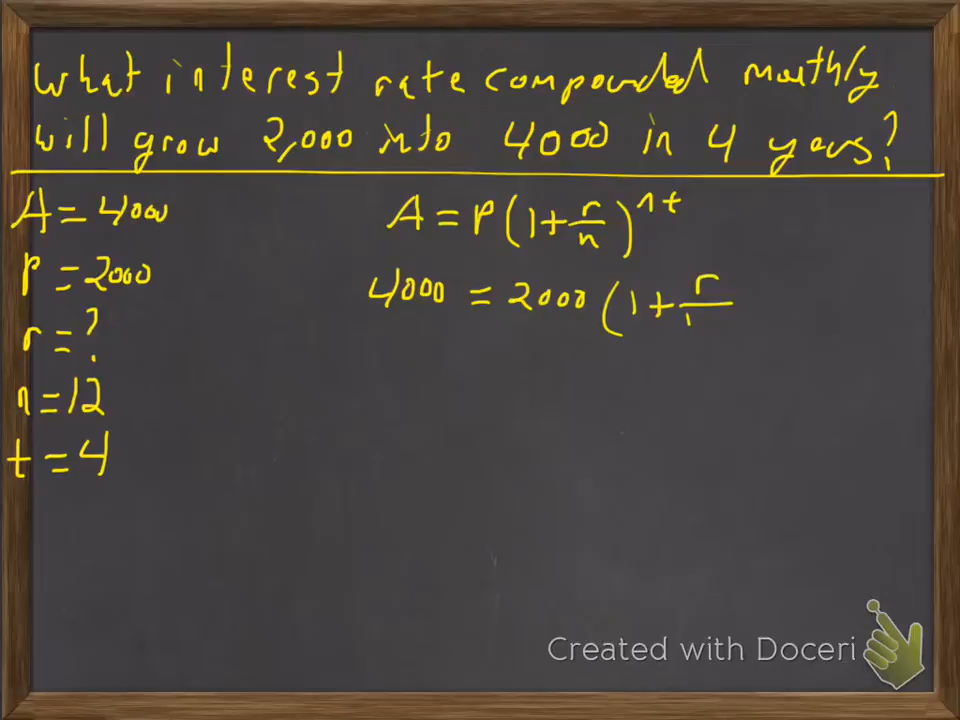 What interest rate compounded monthly
will grow 2,000 into 4000 in 4 years?
A = 4000
P = 2000
r = ?
n = 12
t = 4
A = P(1+r/n)^nt
4000 = 2000(1+r/1
Created with Doceri